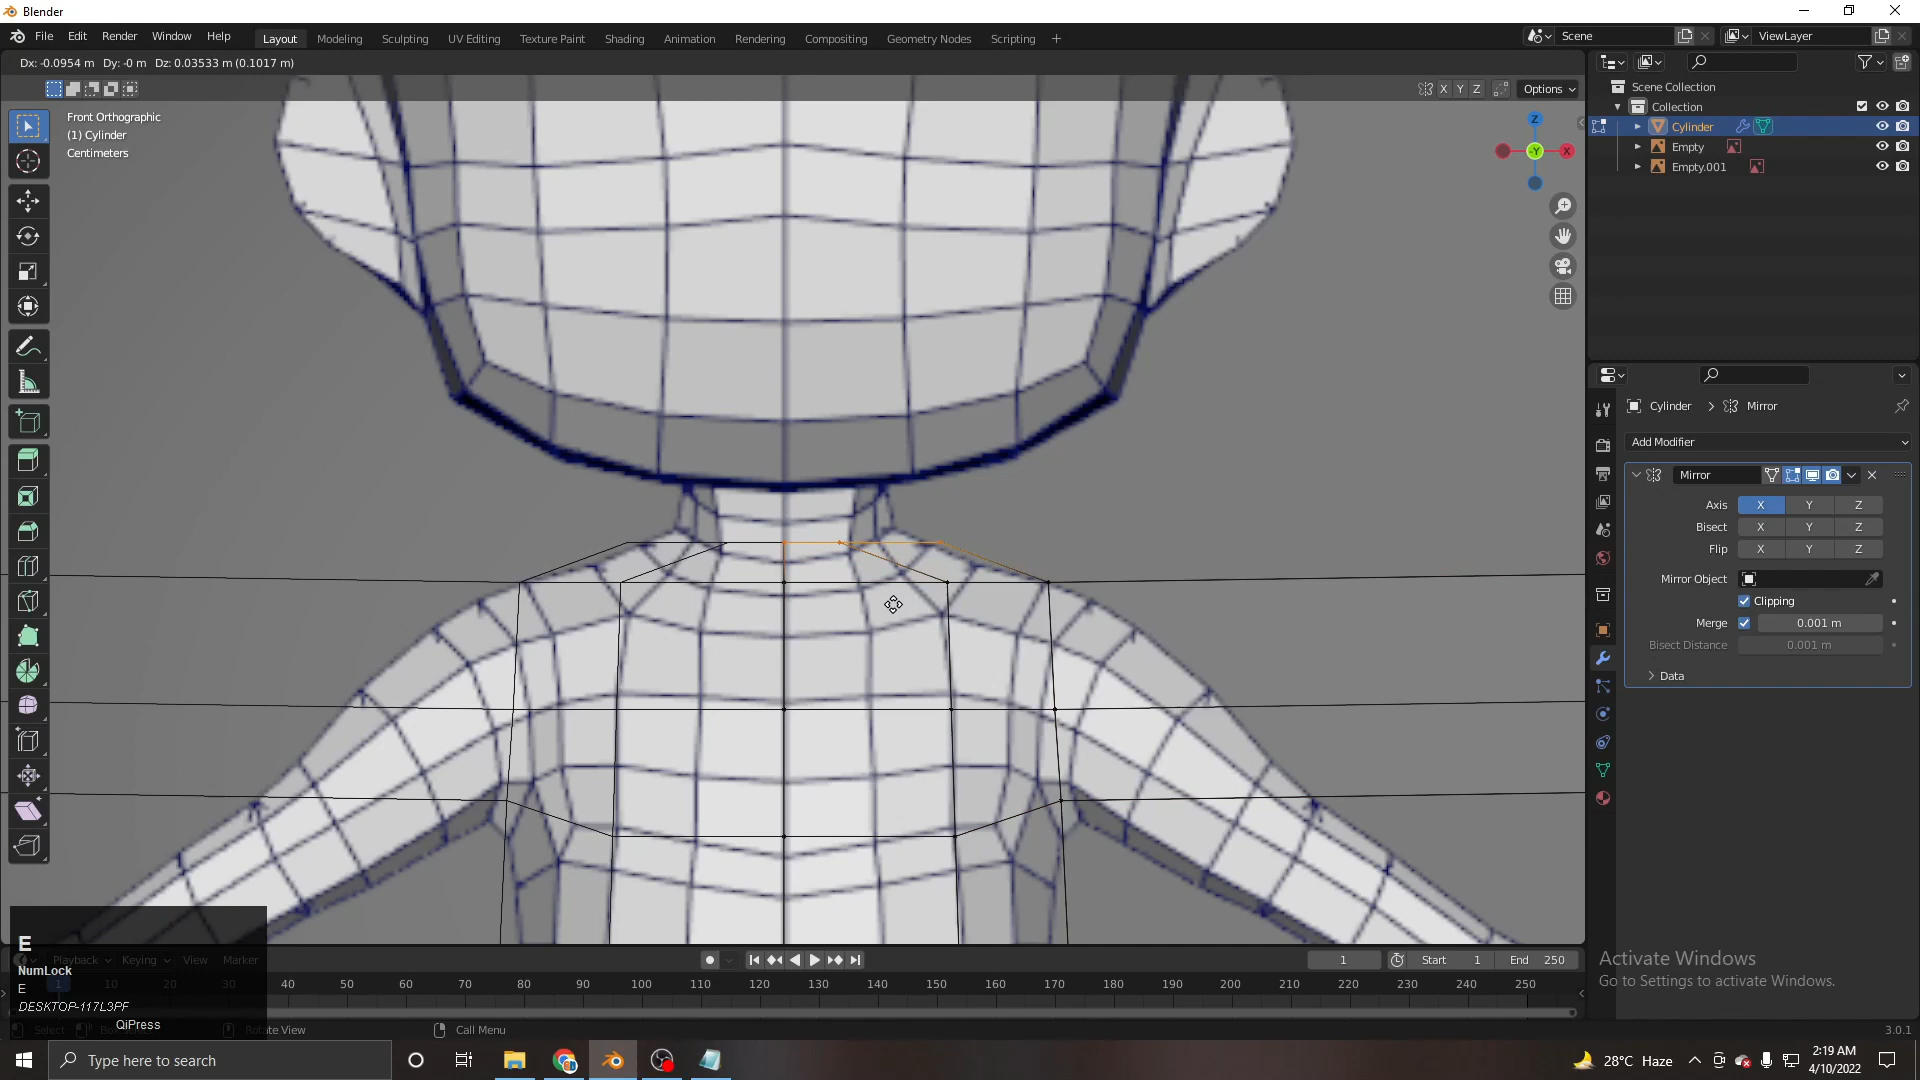 Blender
File Edit Render Window Help
Layout Modeling Sculpting UV Editing Texture Paint Shading Animation Rendering Compositing Geometry Nodes Scripting +
Scene
ViewLayer
Dx: -0.0954 m Dy: -0 m Dz: 0.03533 m (0.1017 m)
X Y Z Options
Front Orthographic
(1) Cylinder
Centimeters
Z
-Y
X
Scene Collection
Collection
Cylinder
Empty
Empty.001
Cylinder > Mirror
Add Modifier
Mirror
Axis X Y Z
Bisect X Y Z
Flip X Y Z
Mirror Object
Clipping
Merge 0.001 m
Bisect Distance 0.001 m
Data
E
NumLock
E
DESKTOP-117L3PF
QiPress
Playback Keying View Marker
1 Start 1 End 250
1 10 20 30 40 50 60 70 80 90 100 110 120 130 140 150 160 170 180 190 200 210 220 230 240 250
Select Rotate View Call Menu
3.0.1
Activate Windows
Go to Settings to activate Windows.
Type here to search
28°C Haze
2:19 AM
4/10/2022